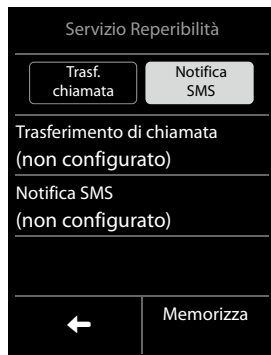 Servizio Reperibilità
Trasf.
chiamata
Notifica
SMS
Trasferimento di chiamata
(non configurato)
Notifica SMS
(non configurato)
Memorizza